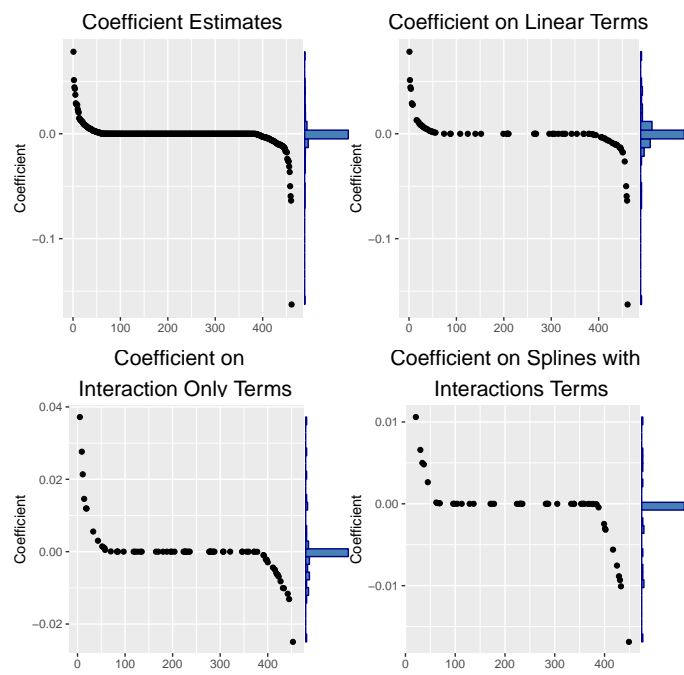 Coefficient Estimates
Coefficient
0.0
−0.1
0 100 200 300 400
Coefficient on Linear Terms
Coefficient
0.0
−0.1
0 100 200 300 400
Coefficient on
Interaction Only Terms
Coefficient
0.04
0.02
0.00
−0.02
0 100 200 300 400
Coefficient on Splines with
Interactions Terms
Coefficient
0.01
0.00
−0.01
0 100 200 300 400